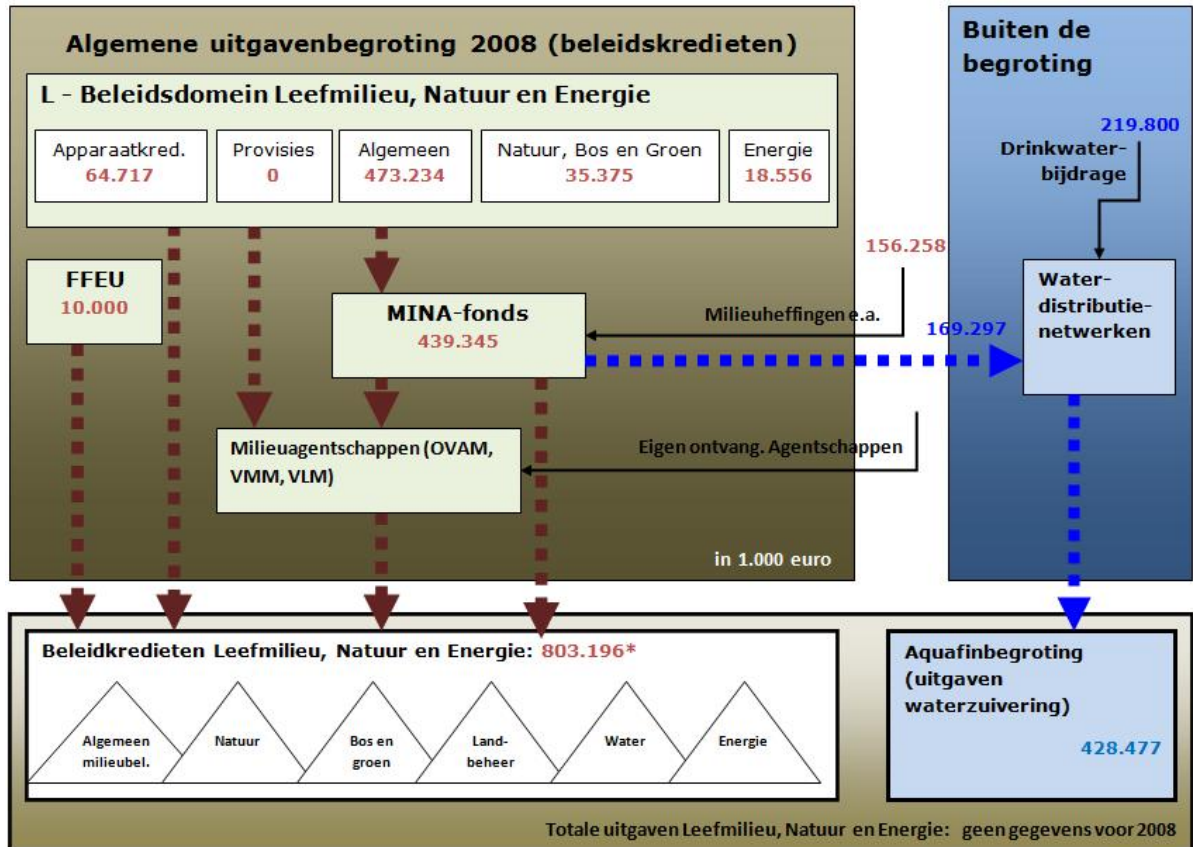 Algemene uitgavenbegroting 2008 (beleidskredieten)
L - Beleidsdomein Leefmilieu, Natuur en Energie
Apparaatkred.
64.717
Provisies
0
Algemeen
473.234
Natuur, Bos en Groen
35.375
Energie
18.556
FFEU
10.000
MINA-fonds
439.345
156.258
Milieuheffingen e.a.
169.297
Milieuagentschappen (OVAM,
VMM, VLM)
Eigen ontvang. Agentschappen
in 1.000 euro
Buiten de
begroting
219.800
Drinkwater-
bijdrage
Water-
distributie-
netwerken
Beleidkredieten Leefmilieu, Natuur en Energie: 803.196*
Algemeen
milieubel.
Natuur
Bos en
groen
Land-
beheer
Water
Energie
Aquafinbegroting
(uitgaven
waterzuivering)
428.477
Totale uitgaven Leefmilieu, Natuur en Energie: geen gegevens voor 2008